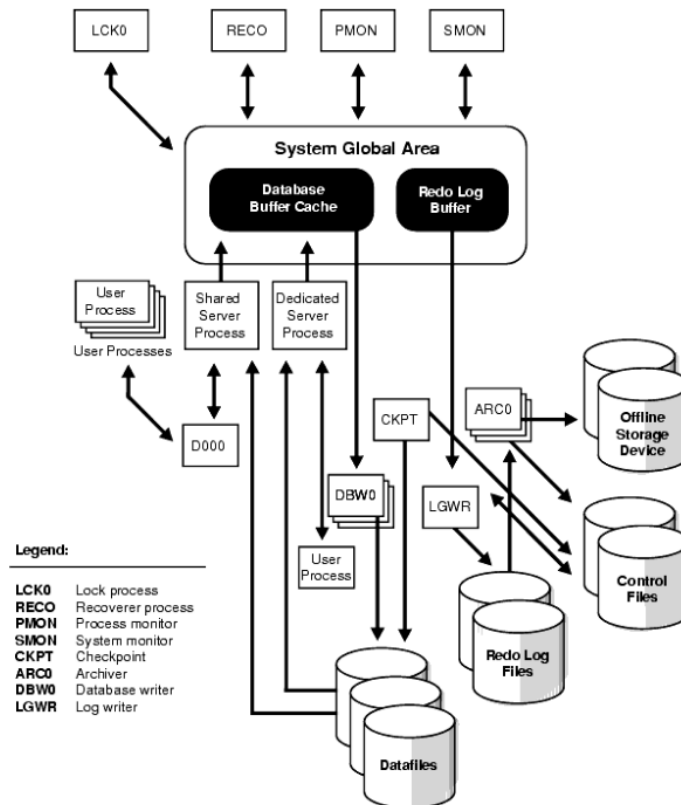 LCK0
RECO
PMON
SMON
System Global Area
Database
Buffer Cache
Redo Log
Buffer
User
Process
User Processes
Shared
Server
Process
Dedicated
Server
Process
D000
CKPT
ARC0
Offline
Storage
Device
DBW0
LGWR
User
Process
Control
Files
Redo Log
Files
Datafiles
Legend:
LCK0 Lock process
RECO Recoverer process
PMON Process monitor
SMON System monitor
CKPT Checkpoint
ARC0 Archiver
DBW0 Database writer
LGWR Log writer